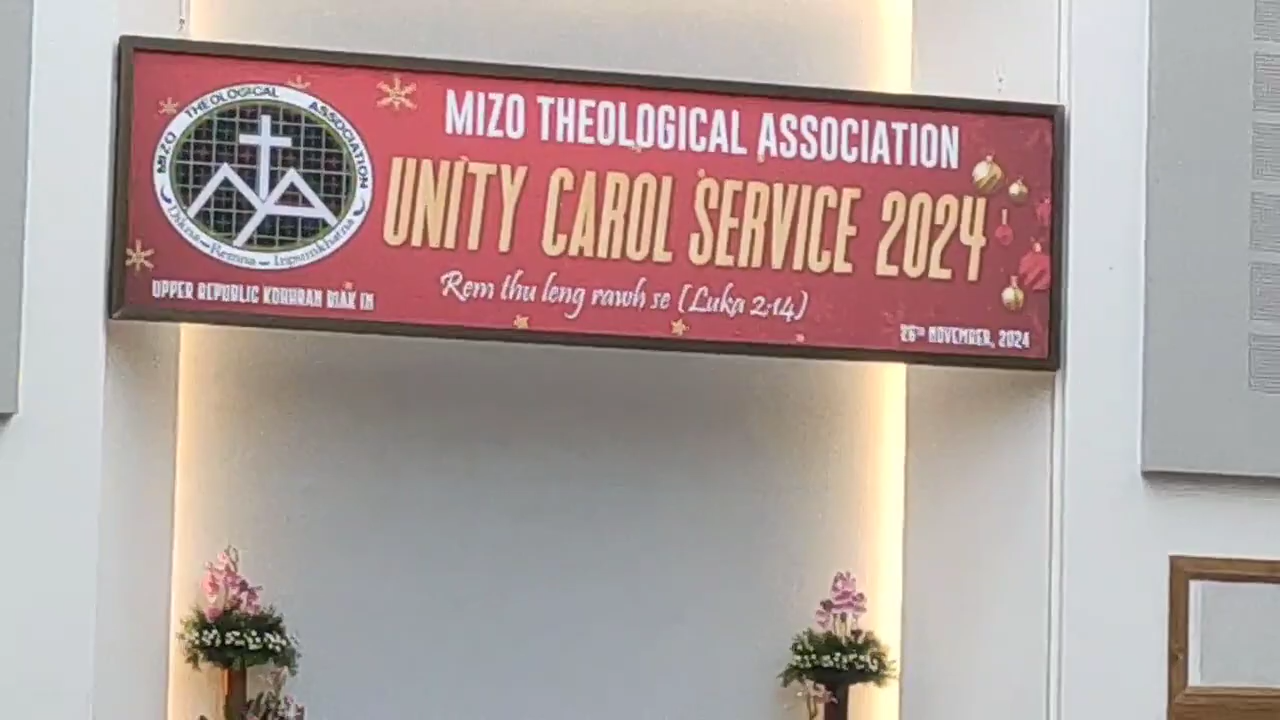 MIZO THEOLOGICAL ASSOCIATION
MIZO THEOLOGICAL ASSOCIATION
UNITY CAROL SERVICE 2024
Rem thu leng rawh se (Luka 2:14)
UPPER REPUBLIC KOHHRAN BIAK IN
26TH NOVEMBER, 2024